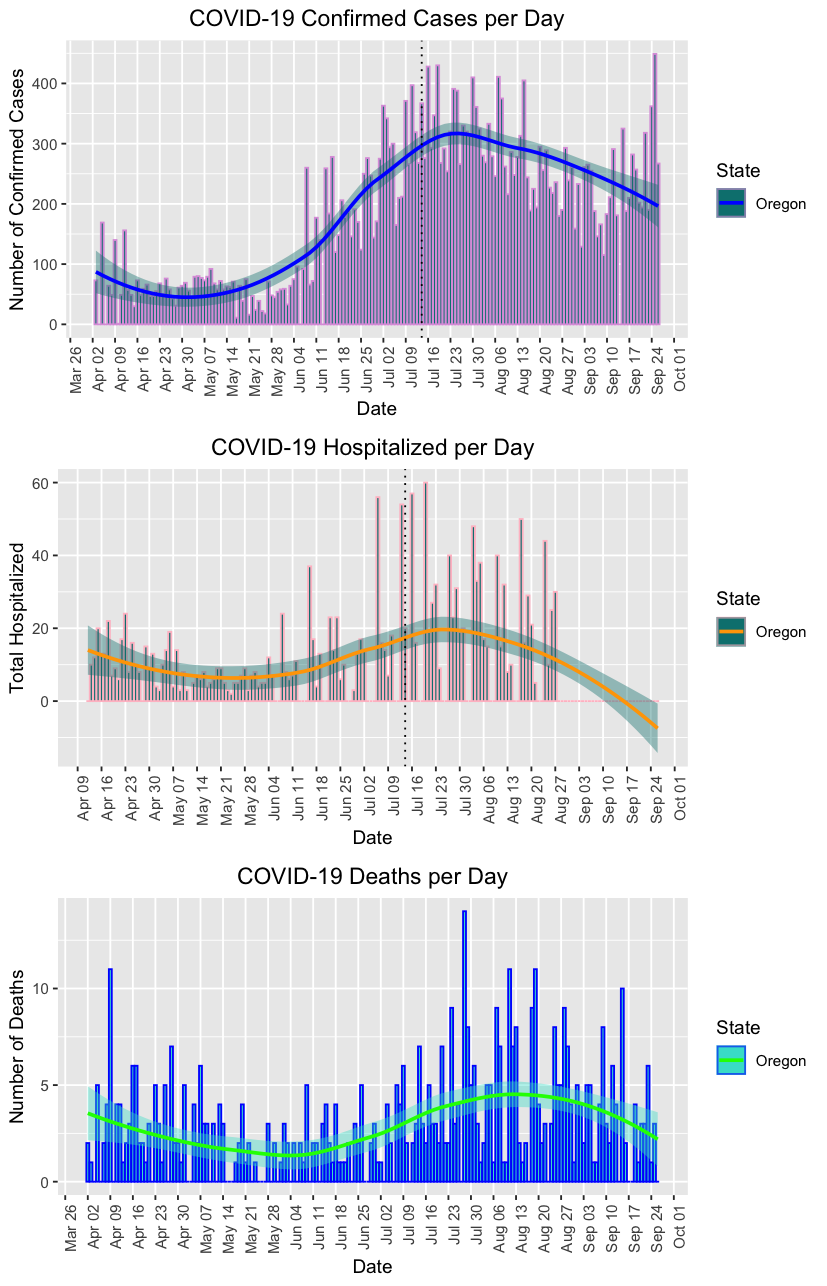 COVID-19 Confirmed Cases per Day
Number of Confirmed Cases
400
300
200
100
0
Mar 26
Apr 02
Apr 09
Apr 16
Apr 23
Apr 30
May 07
May 14
May 21
May 28
Jun 04
Jun 11
Jun 18
Jun 25
Jul 02
Jul 09
Jul 16
Jul 23
Jul 30
Aug 06
Aug 13
Aug 20
Aug 27
Sep 03
Sep 10
Sep 17
Sep 24
Oct 01
Date
State
Oregon
COVID-19 Hospitalized per Day
Total Hospitalized
60
40
20
0
Apr 09
Apr 16
Apr 23
Apr 30
May 07
May 14
May 21
May 28
Jun 04
Jun 11
Jun 18
Jun 25
Jul 02
Jul 09
Jul 16
Jul 23
Jul 30
Aug 06
Aug 13
Aug 20
Aug 27
Sep 03
Sep 10
Sep 17
Sep 24
Oct 01
Date
State
Oregon
COVID-19 Deaths per Day
Number of Deaths
10
5
0
Mar 26
Apr 02
Apr 09
Apr 16
Apr 23
Apr 30
May 07
May 14
May 21
May 28
Jun 04
Jun 11
Jun 18
Jun 25
Jul 02
Jul 09
Jul 16
Jul 23
Jul 30
Aug 06
Aug 13
Aug 20
Aug 27
Sep 03
Sep 10
Sep 17
Sep 24
Oct 01
Date
State
Oregon